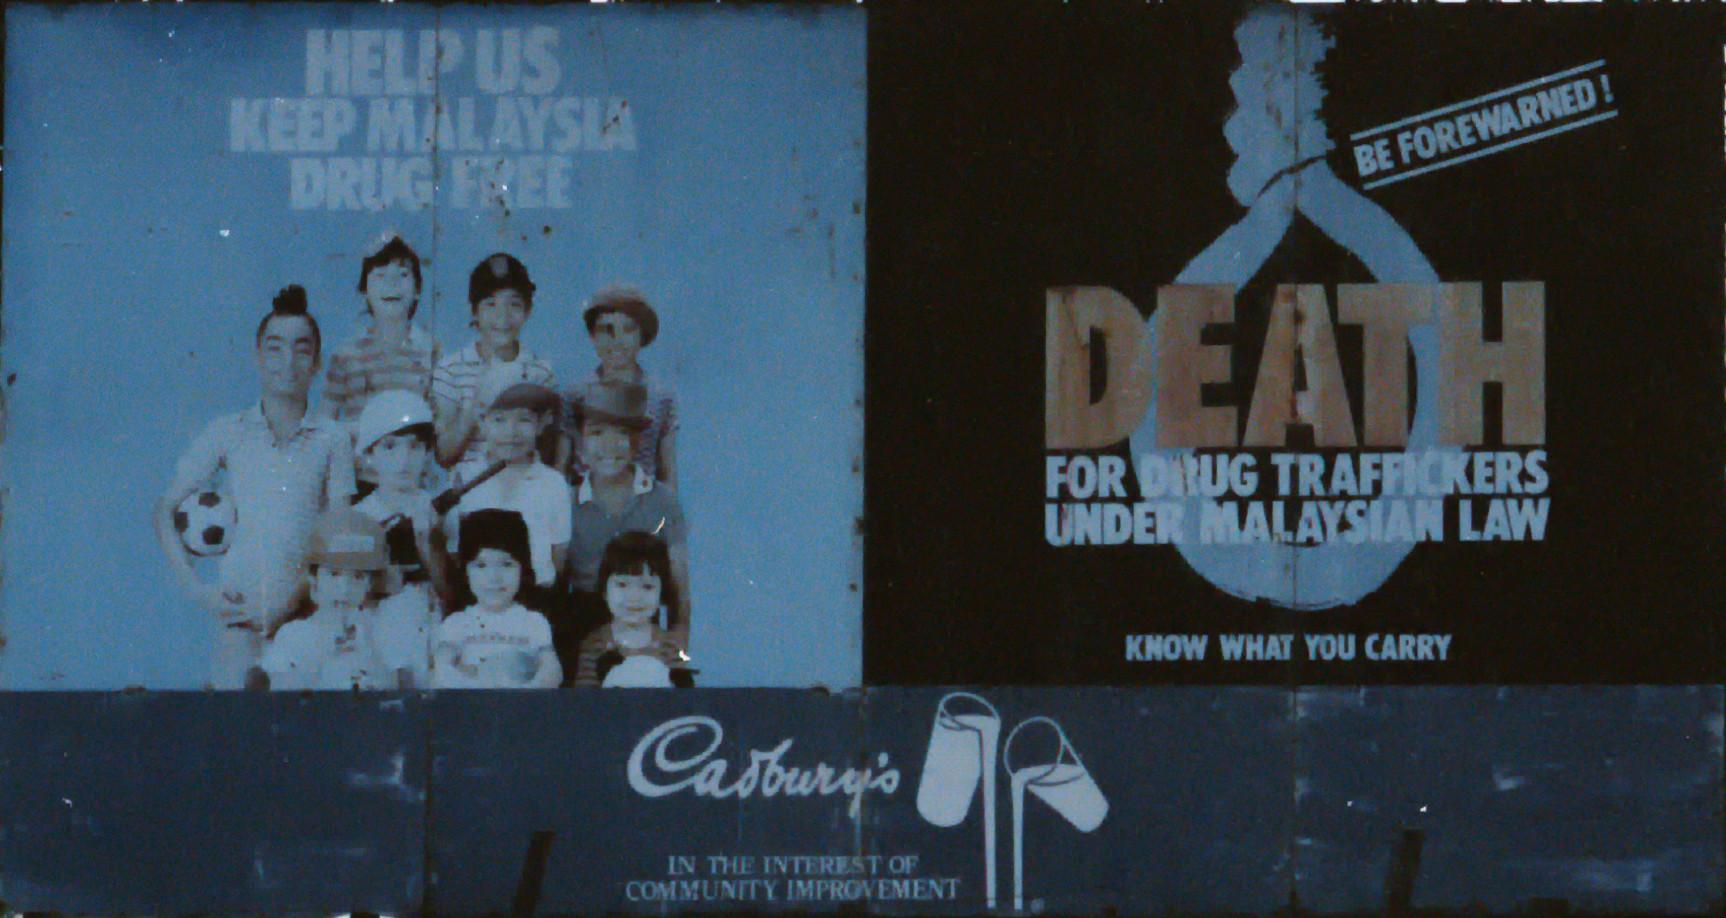 HELP US
KEEP MALAYSIA
DRUG FREE
BE FOREWARNED!
DEATH
FOR DRUG TRAFFICKERS
UNDER MALAYSIAN LAW
KNOW WHAT YOU CARRY
Cadbury's
IN THE INTEREST OF
COMMUNITY IMPROVEMENT